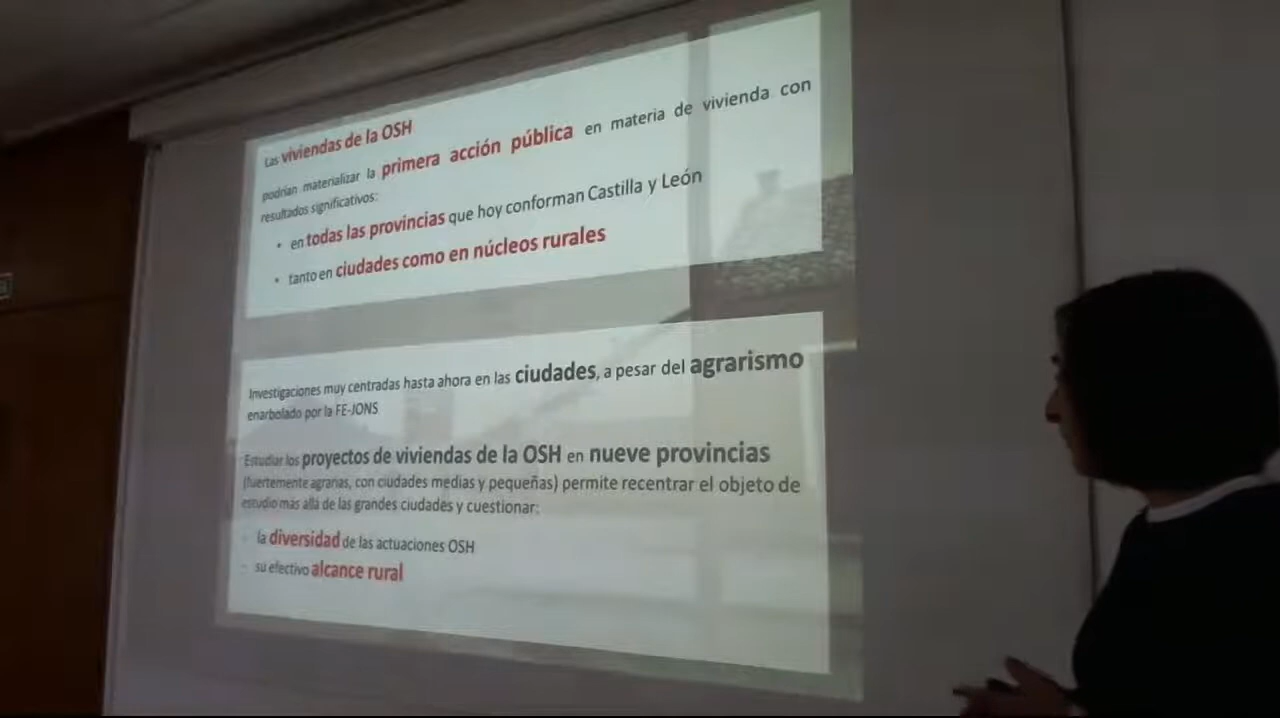 Las viviendas de la OSH
podrían materializar la primera acción pública en materia de vivienda con
resultados significativos:
• en todas las provincias que hoy conforman Castilla y León
• tanto en ciudades como en núcleos rurales
Investigaciones muy centradas hasta ahora en las ciudades, a pesar del agrarismo
enarbolado por la FE-JONS
Estudiar los proyectos de viviendas de la OSH en nueve provincias
(fuertemente agrarias, con ciudades medias y pequeñas) permite recentrar el objeto de
estudio más allá de las grandes ciudades y cuestionar:
- la diversidad de las actuaciones OSH
- su efectivo alcance rural